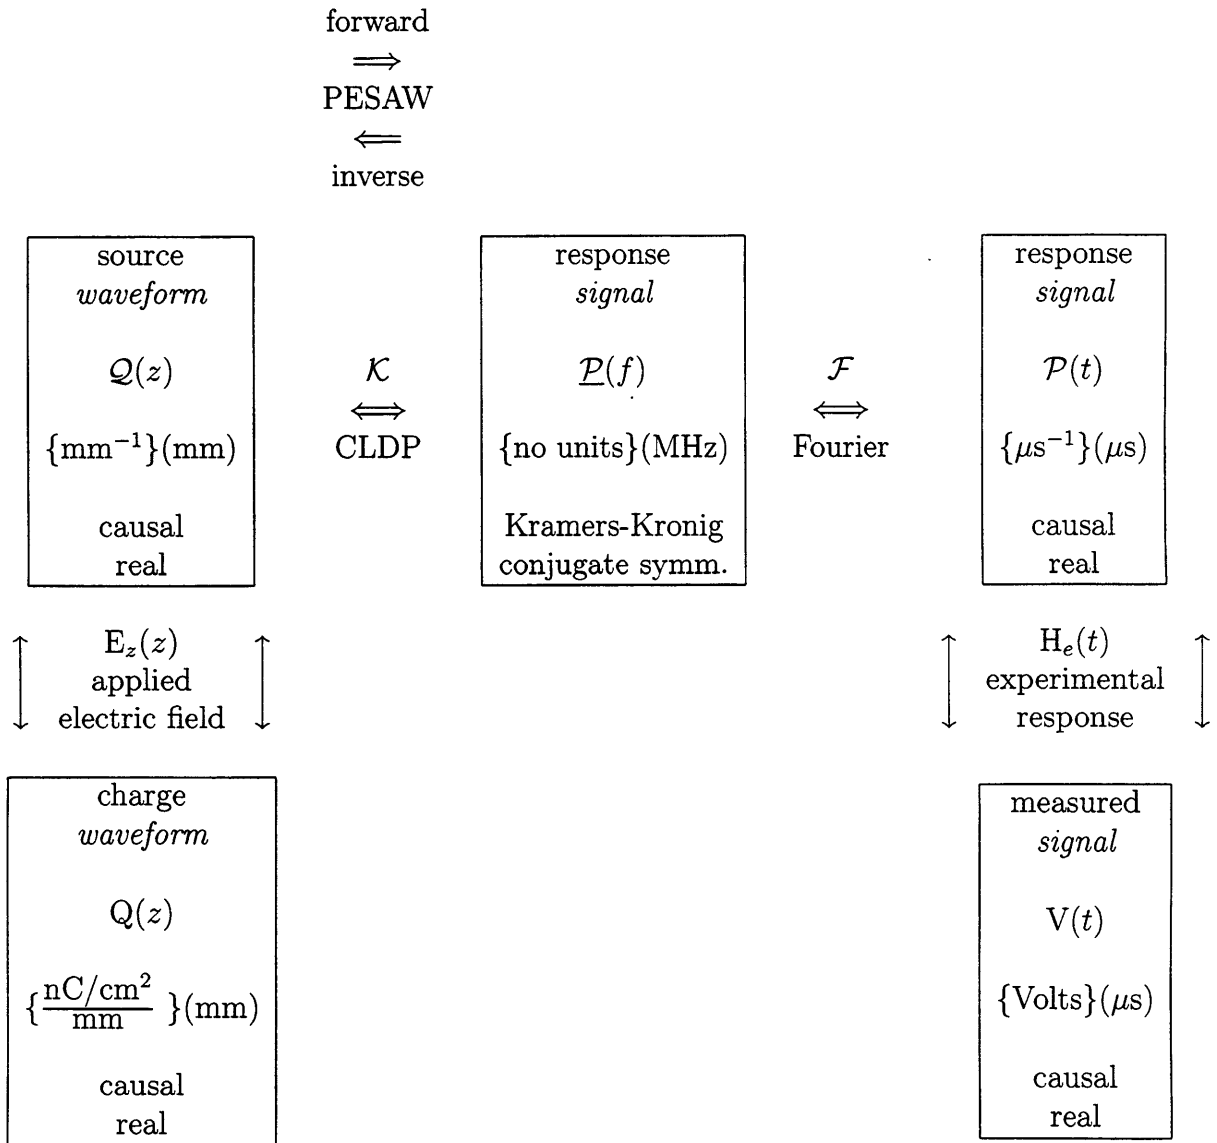 forward
⟹
PESAW
⟸
inverse
source
waveform
𝒬(z)
{mm⁻¹}(mm)
causal
real
𝒦
⟺
CLDP
response
signal
𝒫̲(f)
{no units}(MHz)
Kramers-Kronig
conjugate symm.
ℱ
⟺
Fourier
response
signal
𝒫(t)
{μs⁻¹}(μs)
causal
real
E_z(z)
applied
electric field
H_e(t)
experimental
response
charge
waveform
Q(z)
{nC/cm²
mm }(mm)
causal
real
measured
signal
V(t)
{Volts}(μs)
causal
real